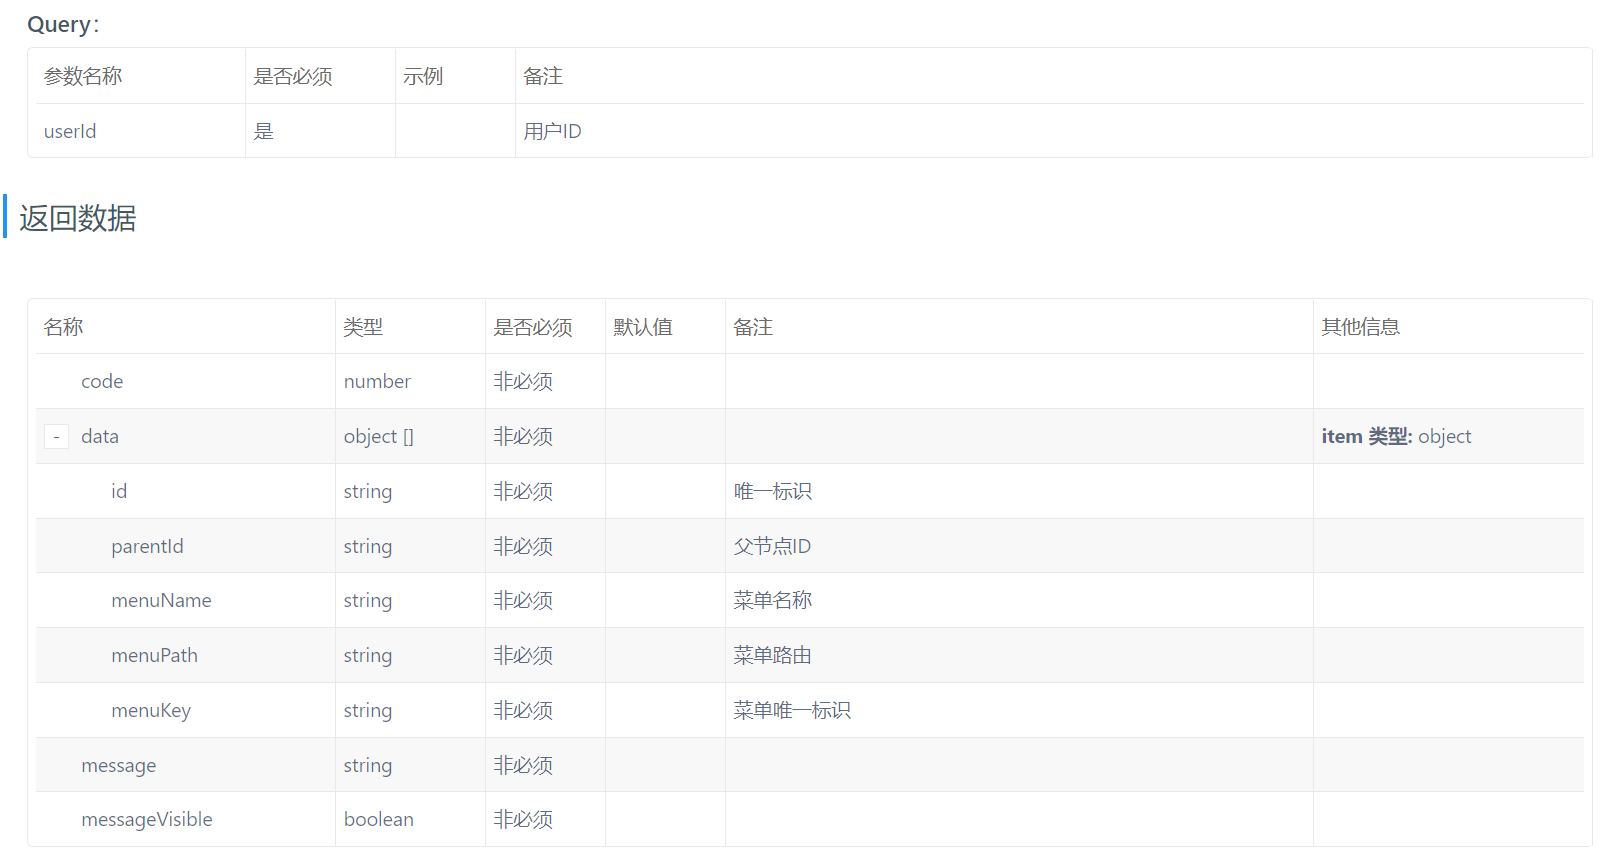 Query：
参数名称 是否必须 示例 备注
userId 是 用户ID
返回数据
名称 类型 是否必须 默认值 备注 其他信息
code number 非必须
- data object [] 非必须 item 类型: object
id string 非必须 唯一标识
parentId string 非必须 父节点ID
menuName string 非必须 菜单名称
menuPath string 非必须 菜单路由
menuKey string 非必须 菜单唯一标识
message string 非必须
messageVisible boolean 非必须